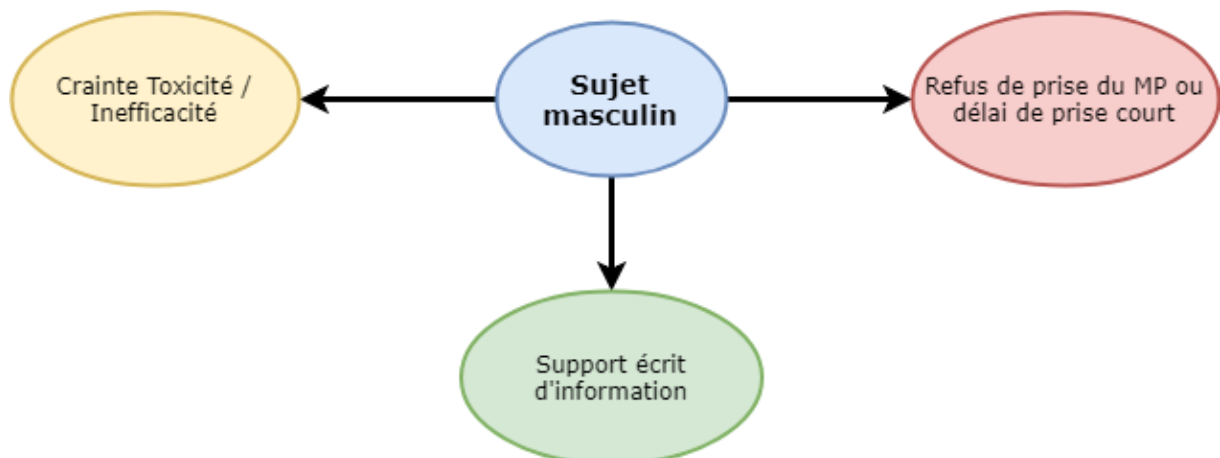 Crainte Toxicité /
Inefficacité
Sujet
masculin
Refus de prise du MP ou
délai de prise court
Support écrit
d'information